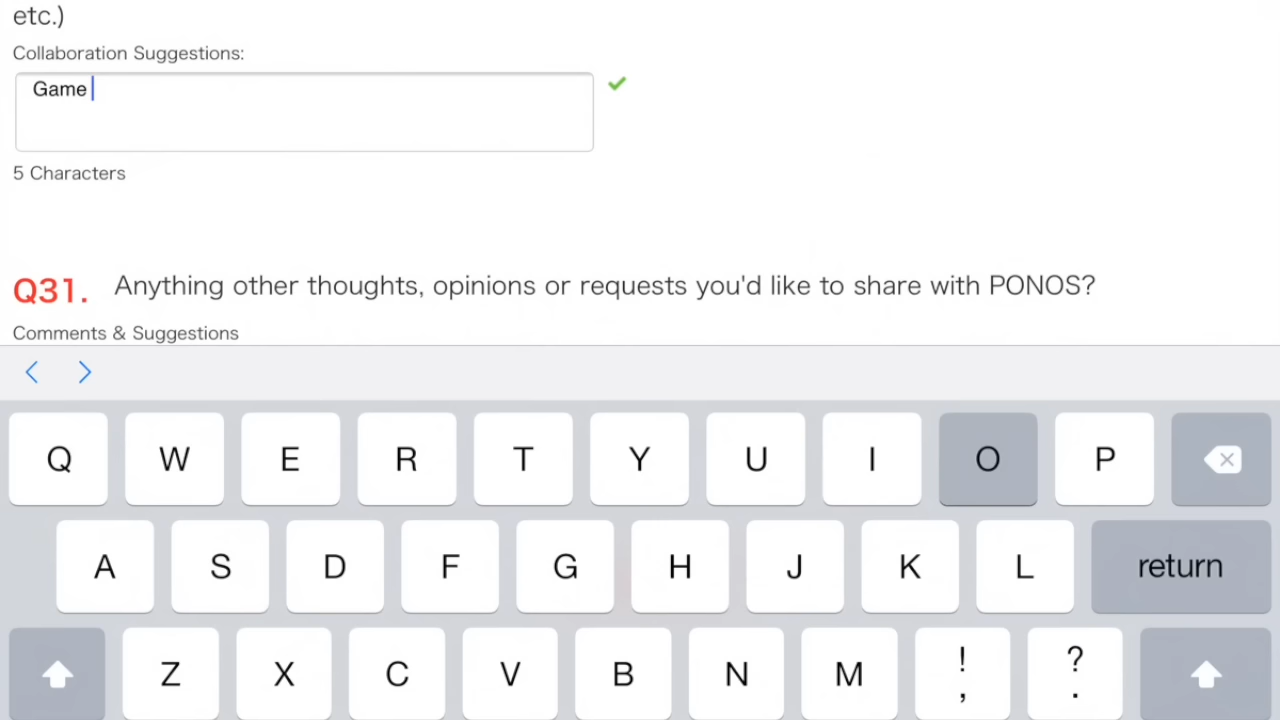 etc.)
Collaboration Suggestions:
Game
5 Characters
Q31. Anything other thoughts, opinions or requests you'd like to share with PONOS?
Comments & Suggestions
Q W E R T Y U I O P
A S D F G H J K L return
Z X C V B N M ! , ? .